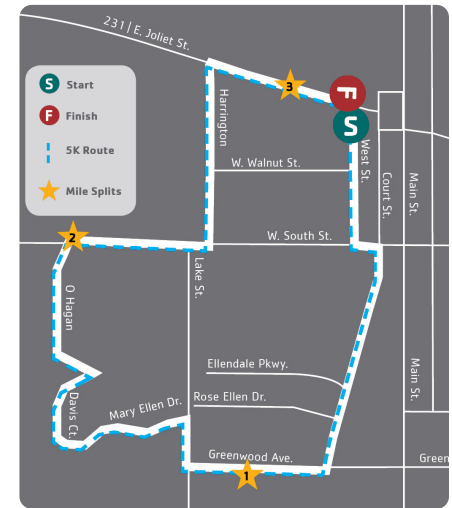 231 | E. Joliet St.
S Start
F Finish
5K Route
Mile Splits
3
F
S
Harrington
West St.
Court St.
Main St.
W. Walnut St.
2
W. South St.
Lake St.
O Hagan
Ellendale Pkwy.
Main St.
Rose Ellen Dr.
Mary Ellen Dr.
Davis Ct.
Greenwood Ave.
Green
1